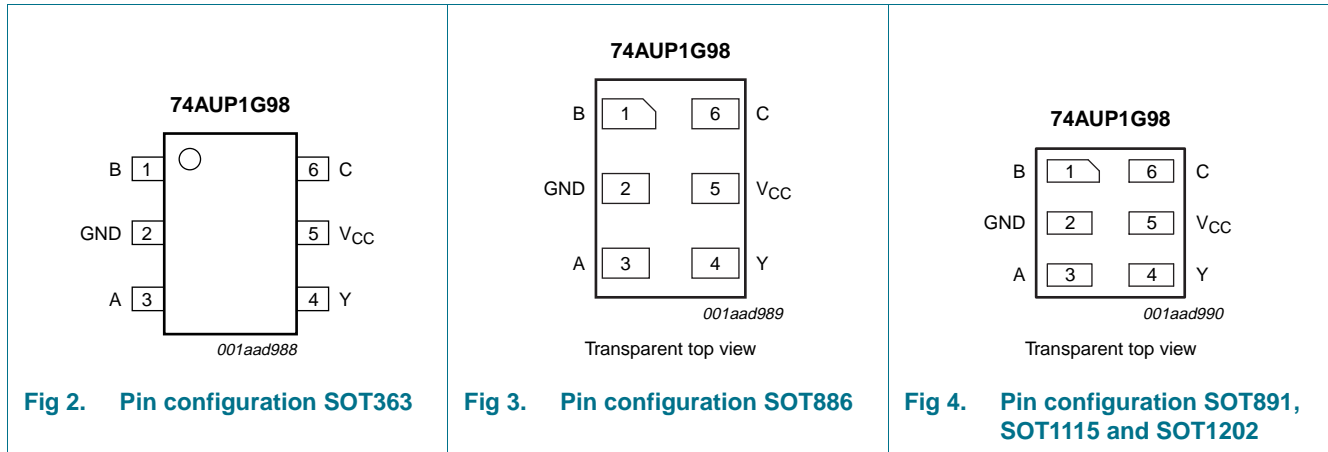 74AUP1G98
B 1 6 C
GND 2 5 VCC
A 3 4 Y
001aad988
Fig 2. Pin configuration SOT363
74AUP1G98
B 1 6 C
GND 2 5 VCC
A 3 4 Y
001aad989
Transparent top view
Fig 3. Pin configuration SOT886
74AUP1G98
B 1 6 C
GND 2 5 VCC
A 3 4 Y
001aad990
Transparent top view
Fig 4. Pin configuration SOT891,
SOT1115 and SOT1202